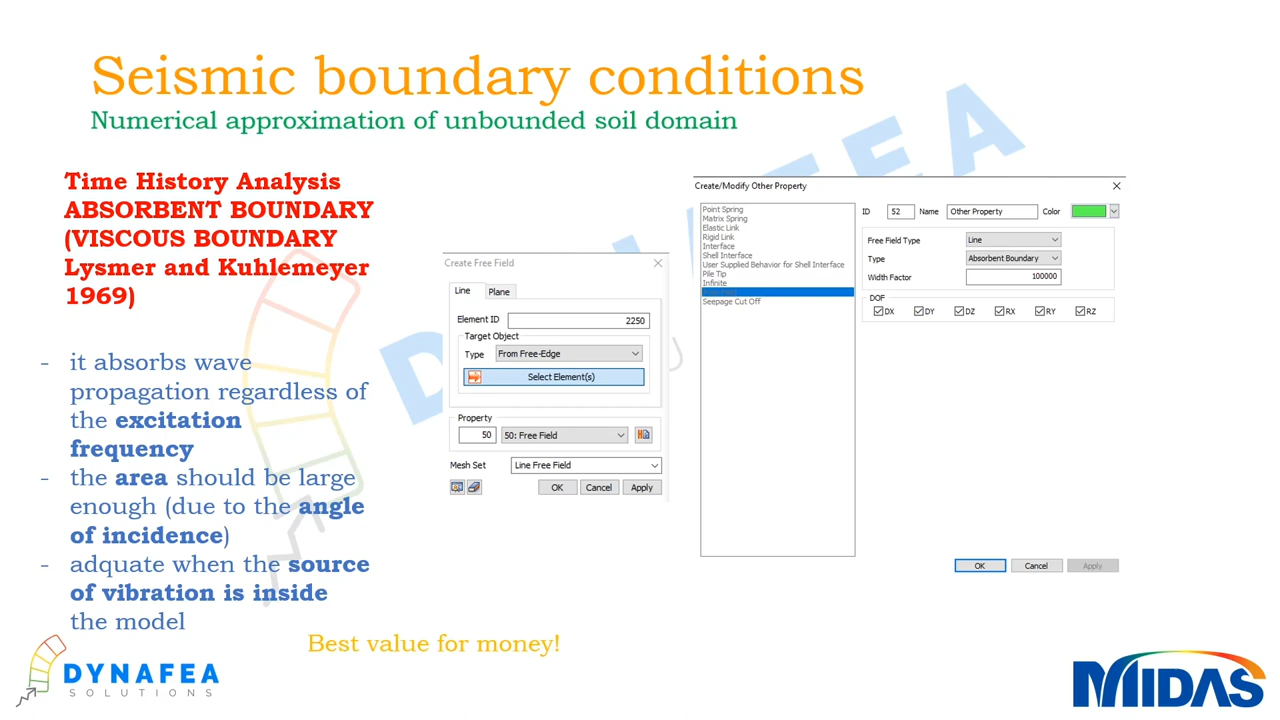 Seismic boundary conditions
Numerical approximation of unbounded soil domain
Time History Analysis
ABSORBENT BOUNDARY
(VISCOUS BOUNDARY
Lysmer and Kuhlemeyer
1969)
- it absorbs wave
propagation regardless of
the excitation
frequency
- the area should be large
enough (due to the angle
of incidence)
- adquate when the source
of vibration is inside
the model
Best value for money!
Create Free Field
Line Plane
Element ID 2250
Target Object
Type From Free-Edge
Select Element(s)
Property
50 50: Free Field
Mesh Set Line Free Field
OK Cancel Apply
Create/Modify Other Property
Point Spring
Matrix Spring
Elastic Link
Rigid Link
Interface
Shell Interface
User Supplied Behavior for Shell Interface
Pile Tip
Infinite
Seepage Cut Off
ID 52 Name Other Property Color
Free Field Type Line
Type Absorbent Boundary
Width Factor 100000
DOF
DX DY DZ RX RY RZ
OK Cancel Apply
DYNAFEA
SOLUTIONS
MIDAS